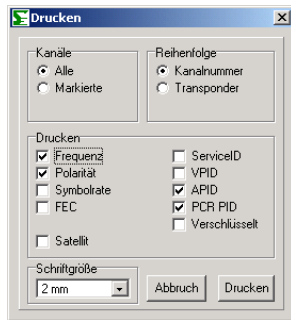 Drucken
Kanäle
Alle
Markierte
Reihenfolge
Kanalnummer
Transponder
Drucken
Frequenz
Polarität
Symbolrate
FEC
Satellit
ServiceID
VPID
APID
PCR PID
Verschlüsselt
Schriftgröße
2 mm
Abbruch
Drucken